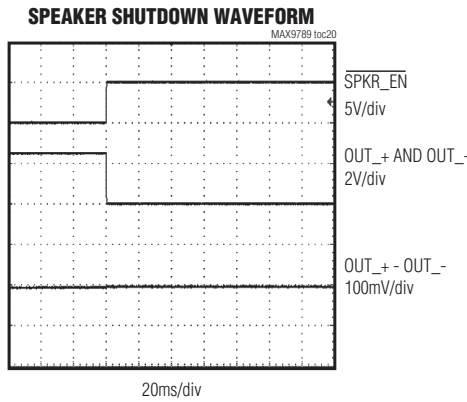 SPEAKER SHUTDOWN WAVEFORM
MAX9789 toc20
SPKR_EN
5V/div
OUT_+ AND OUT_-
2V/div
OUT_+ - OUT_-
100mV/div
20ms/div